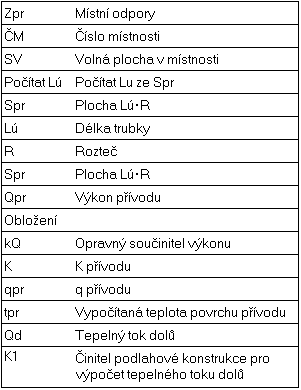 Zpr Místní odpory
ČM Číslo místnosti
SV Volná plocha v místnosti
Počítat Lú Počítat Lu ze Spr
Spr Plocha Lú·R
Lú Délka trubky
R Rozteč
Spr Plocha Lú·R
Qpr Výkon přívodu
Obložení
kQ Opravný součinitel výkonu
K K přívodu
qpr q přívodu
tpr Vypočítaná teplota povrchu přívodu
Qd Tepelný tok dolů
K1 Činitel podlahové konstrukce pro
výpočet tepelného toku dolů